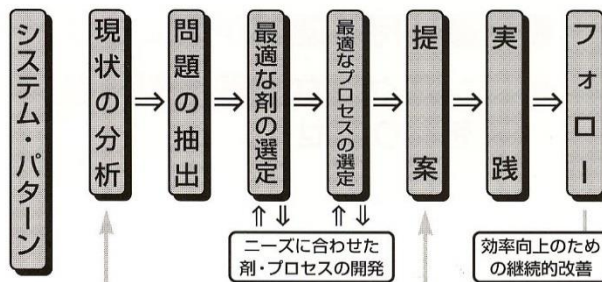 システム・パターン
現状の分析
問題の抽出
最適な剤の選定
最適なプロセスの選定
提案
実践
フォロー
ニーズに合わせた
剤・プロセスの開発
効率向上のため
の継続的改善